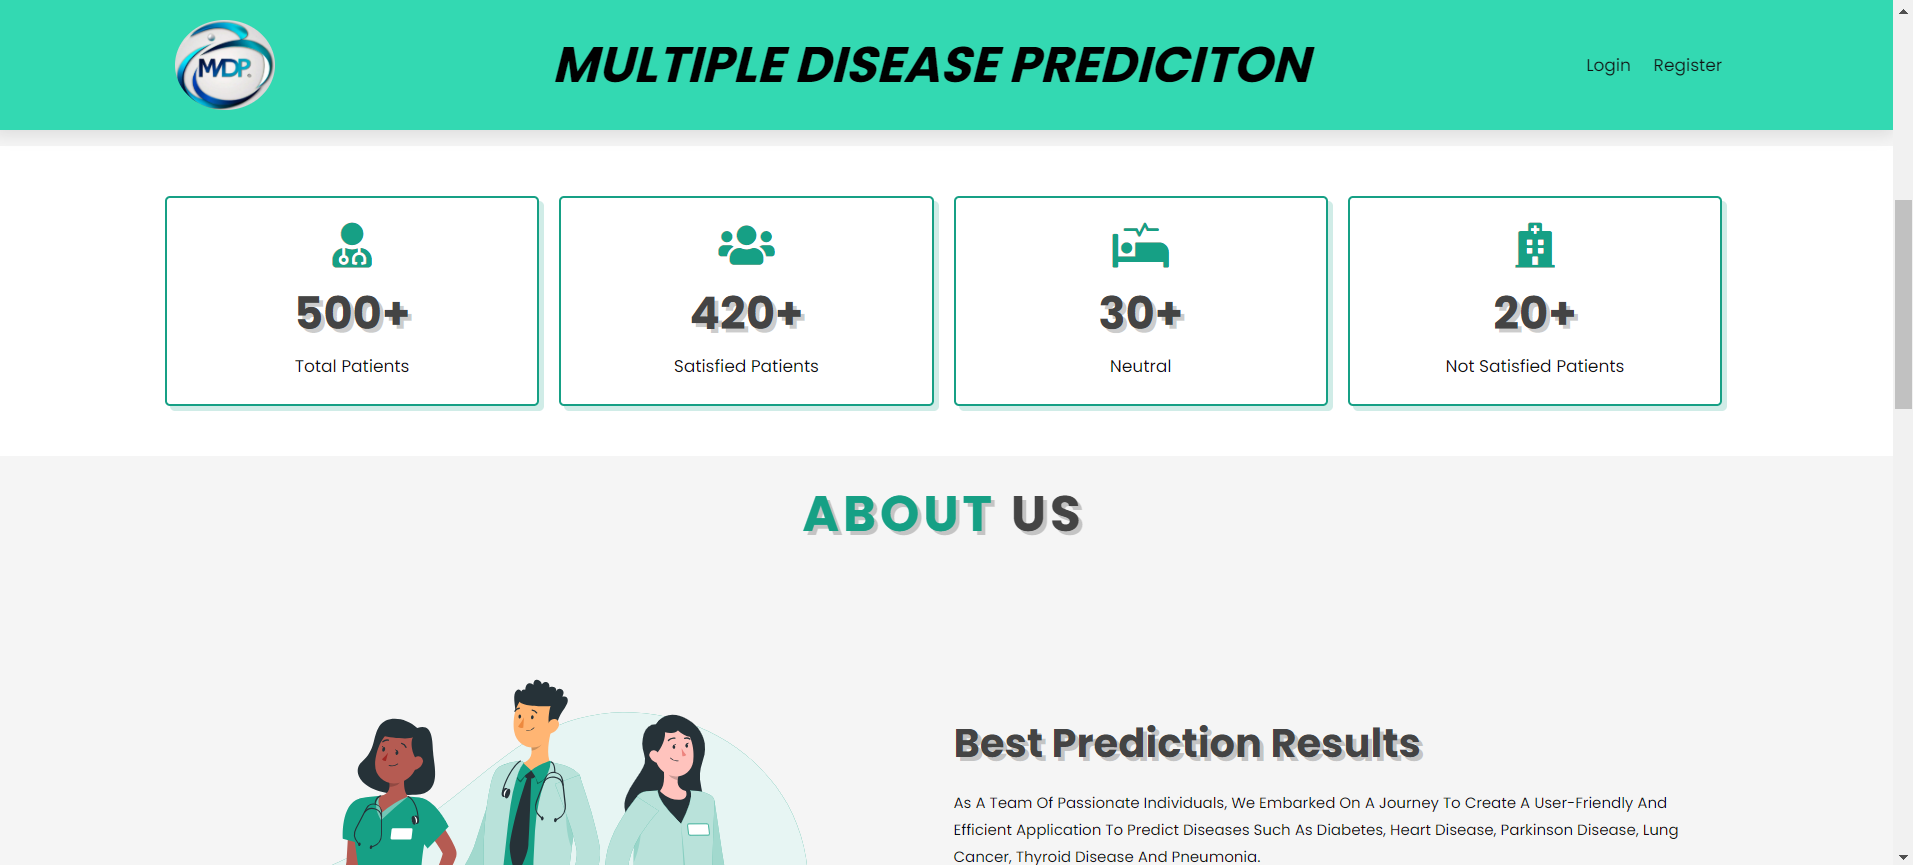 MDP
MULTIPLE DISEASE PREDICITON
Login Register
500+
Total Patients
420+
Satisfied Patients
30+
Neutral
20+
Not Satisfied Patients
ABOUT US
Best Prediction Results
As A Team Of Passionate Individuals, We Embarked On A Journey To Create A User-Friendly And
Efficient Application To Predict Diseases Such As Diabetes, Heart Disease, Parkinson Disease, Lung
Cancer, Thyroid Disease And Pneumonia.